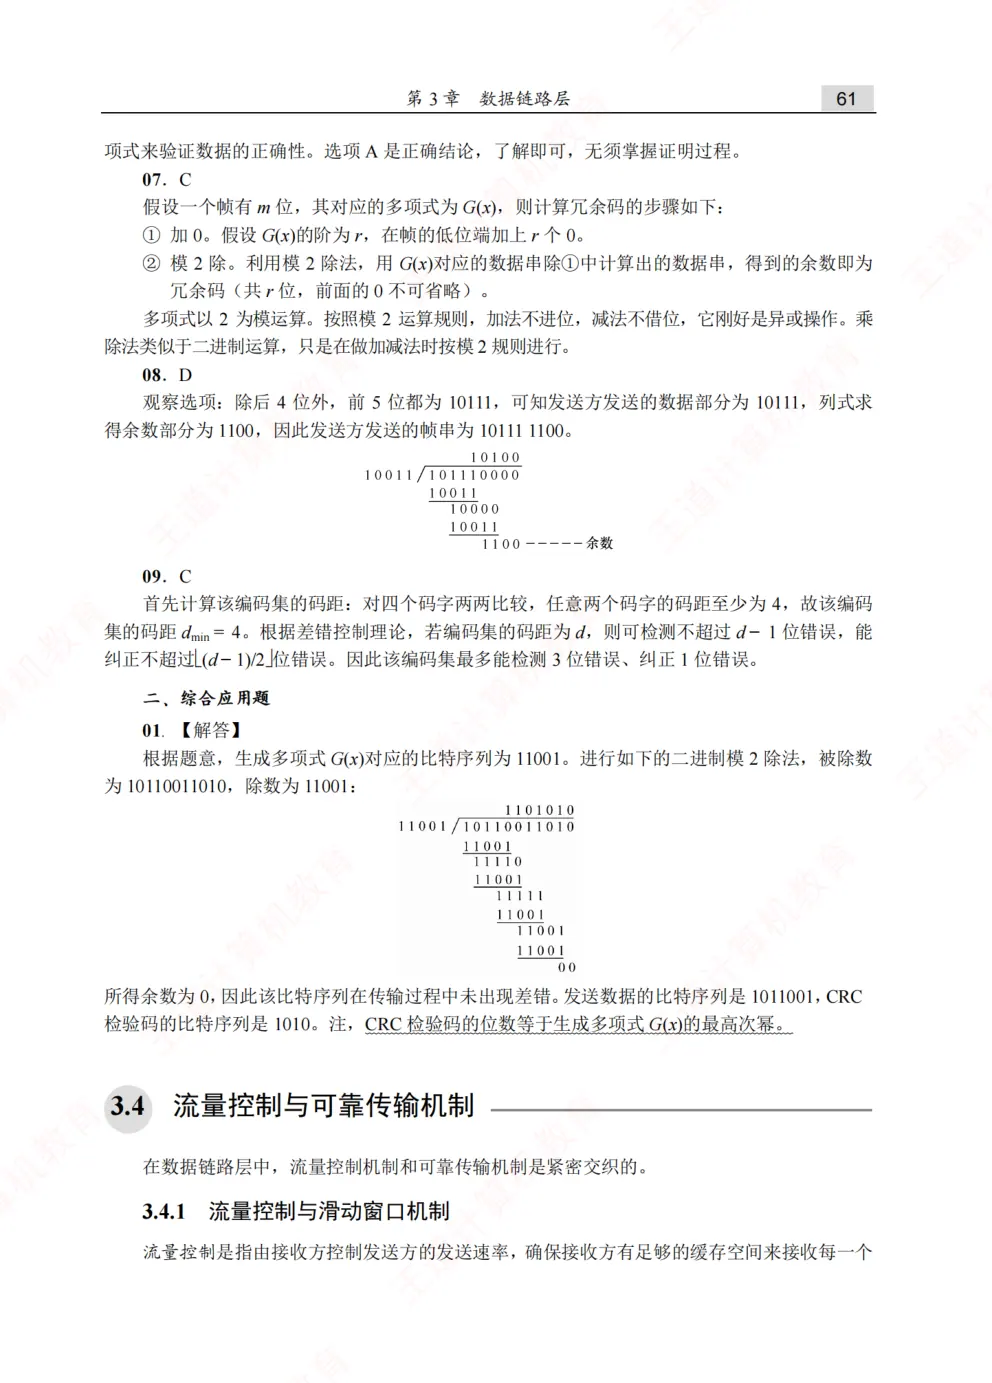 第 3 章 数据链路层 61
项式来验证数据的正确性。选项 A 是正确结论，了解即可，无须掌握证明过程。
07. C
假设一个帧有 m 位，其对应的多项式为 G(x)，则计算冗余码的步骤如下：
① 加 0。假设 G(x)的阶为 r，在帧的低位端加上 r 个 0。
② 模 2 除。利用模 2 除法，用 G(x)对应的数据串除①中计算出的数据串，得到的余数即为
冗余码（共 r 位，前面的 0 不可省略）。
多项式以 2 为模运算。按照模 2 运算规则，加法不进位，减法不借位，它刚好是异或操作。乘
除法类似于二进制运算，只是在做加减法时按模 2 规则进行。
08. D
观察选项：除后 4 位外，前 5 位都为 10111，可知发送方发送的数据部分为 10111，列式求
得余数部分为 1100，因此发送方发送的帧串为 10111 1100。
10100
10011 / 101110000
10011
10000
10011
1100 ----- 余数
09. C
首先计算该编码集的码距：对四个码字两两比较，任意两个码字的码距至少为 4，故该编码
集的码距 dmin = 4。根据差错控制理论，若编码集的码距为 d，则可检测不超过 d − 1 位错误，能
纠正不超过⌊(d − 1)/2⌋位错误。因此该编码集最多能检测 3 位错误、纠正 1 位错误。
二、综合应用题
01. 【解答】
根据题意，生成多项式 G(x)对应的比特序列为 11001。进行如下的二进制模 2 除法，被除数
为 10110011010，除数为 11001：
1101010
11001 / 10110011010
11001
11110
11001
11111
11001
11001
11001
00
所得余数为 0，因此该比特序列在传输过程中未出现差错。发送数据的比特序列是 1011001，CRC
检验码的比特序列是 1010。注，CRC 检验码的位数等于生成多项式 G(x)的最高次幂。
3.4 流量控制与可靠传输机制
在数据链路层中，流量控制机制和可靠传输机制是紧密交织的。
3.4.1 流量控制与滑动窗口机制
流量控制是指由接收方控制发送方的发送速率，确保接收方有足够的缓存空间来接收每一个
王道计算机教育